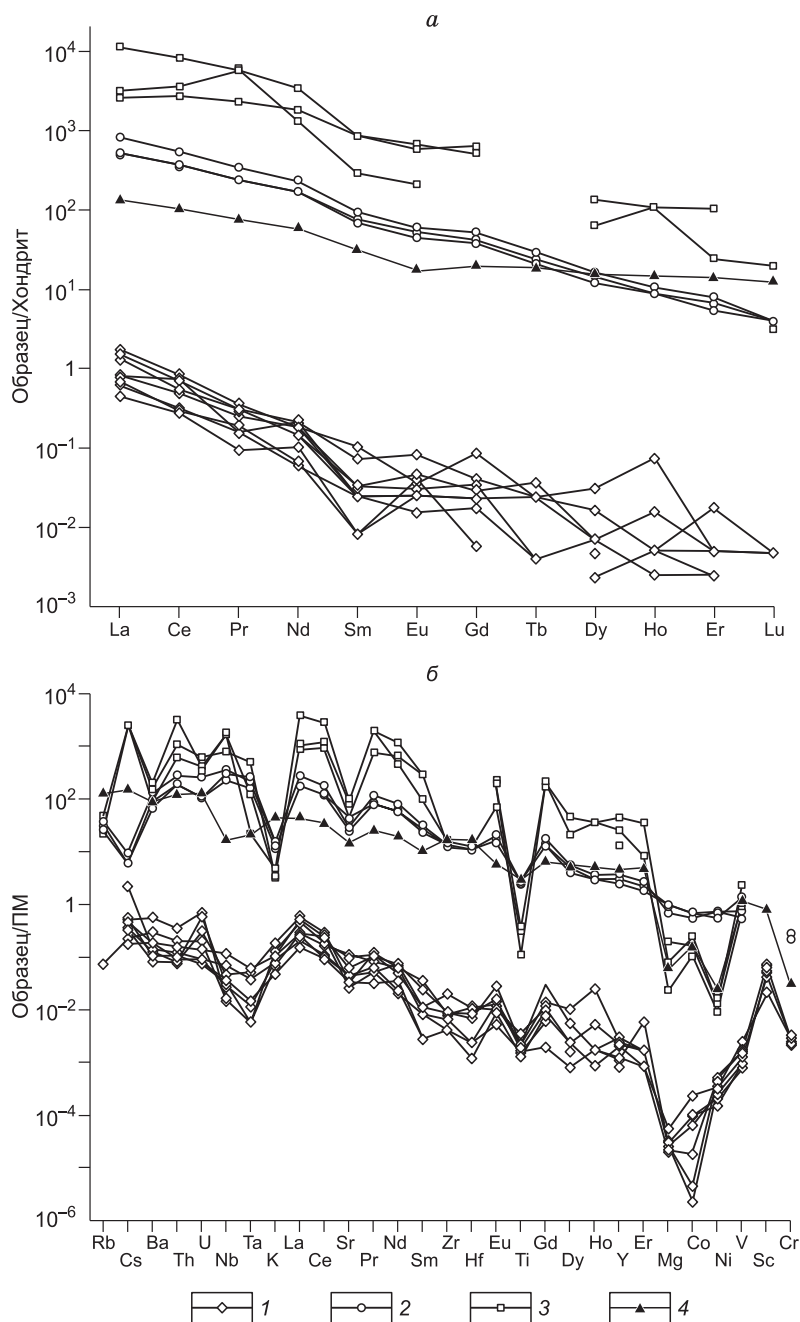 а
Образец/Хондрит
10⁴
10³
10²
10¹
1
10⁻¹
10⁻²
10⁻³
La Ce Pr Nd Sm Eu Gd Tb Dy Ho Er Lu
б
Образец/ПМ
10⁴
10²
1
10⁻²
10⁻⁴
10⁻⁶
Rb Ba U Ta La Sr Nd Zr Eu Gd Ho Er Co V Cr
Cs Th Nb K Ce Pr Sm Hf Ti Dy Y Mg Ni Sc
1 2 3 4